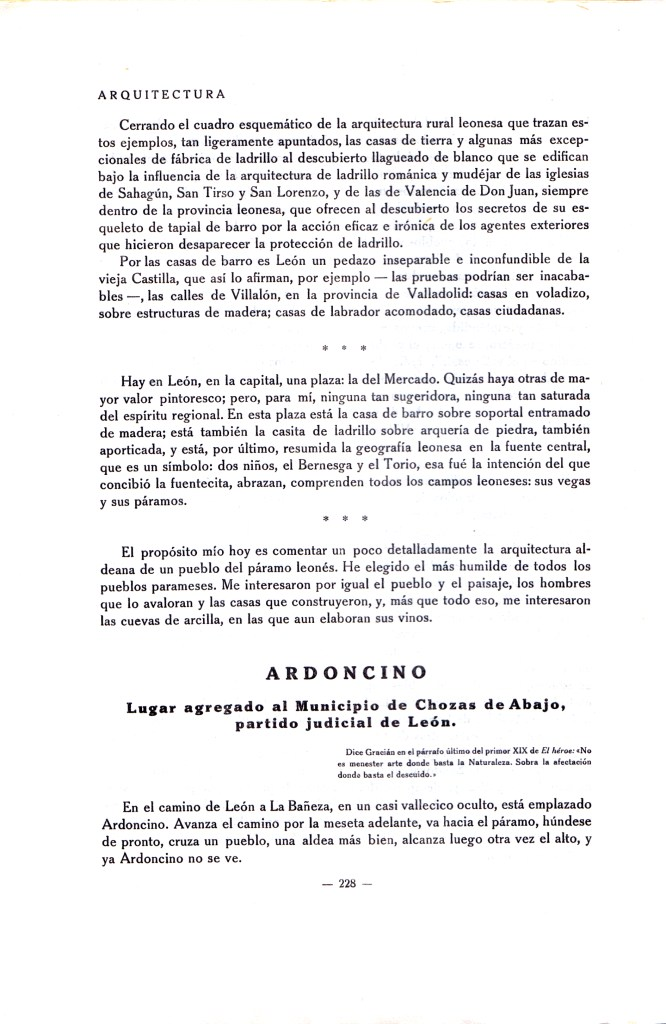 ARQUITECTURA
Cerrando el cuadro esquemático de la arquitectura rural leonesa que trazan es-
tos ejemplos, tan ligeramente apuntados, las casas de tierra y algunas más excep-
cionales de fábrica de ladrillo al descubierto llagueado de blanco que se edifican
bajo la influencia de la arquitectura de ladrillo románica y mudéjar de las iglesias
de Sahagún, San Tirso y San Lorenzo, y de las de Valencia de Don Juan, siempre
dentro de la provincia leonesa, que ofrecen al descubierto los secretos de su es-
queleto de tapial de barro por la acción eficaz e irónica de los agentes exteriores
que hicieron desaparecer la protección de ladrillo.
Por las casas de barro es León un pedazo inseparable e inconfundible de la
vieja Castilla, que así lo afirman, por ejemplo — las pruebas podrían ser inacaba-
bles —, las calles de Villalón, en la provincia de Valladolid: casas en voladizo,
sobre estructuras de madera; casas de labrador acomodado, casas ciudadanas.
* * *
Hay en León, en la capital, una plaza: la del Mercado. Quizás haya otras de ma-
yor valor pintoresco; pero, para mí, ninguna tan sugeridora, ninguna tan saturada
del espíritu regional. En esta plaza está la casa de barro sobre soportal entramado
de madera; está también la casita de ladrillo sobre arquería de piedra, también
aporticada, y está, por último, resumida la geografía leonesa en la fuente central,
que es un símbolo: dos niños, el Bernesga y el Torio, esa fué la intención del que
concibió la fuentecita, abrazan, comprenden todos los campos leoneses: sus vegas
y sus páramos.
* * *
El propósito mío hoy es comentar un poco detalladamente la arquitectura al-
deana de un pueblo del páramo leonés. He elegido el más humilde de todos los
pueblos parameses. Me interesaron por igual el pueblo y el paisaje, los hombres
que lo avaloran y las casas que construyeron, y, más que todo eso, me interesaron
las cuevas de arcilla, en las que aun elaboran sus vinos.
ARDONCINO
Lugar agregado al Municipio de Chozas de Abajo,
partido judicial de León.
Dice Gracián en el párrafo último del primor XIX de El héroe: «No
es menester arte donde basta la Naturaleza. Sobra la afectación
donde basta el descuido.»
En el camino de León a La Bañeza, en un casi vallecico oculto, está emplazado
Ardoncino. Avanza el camino por la meseta adelante, va hacia el páramo, húndese
de pronto, cruza un pueblo, una aldea más bien, alcanza luego otra vez el alto, y
ya Ardoncino no se ve.
— 228 —